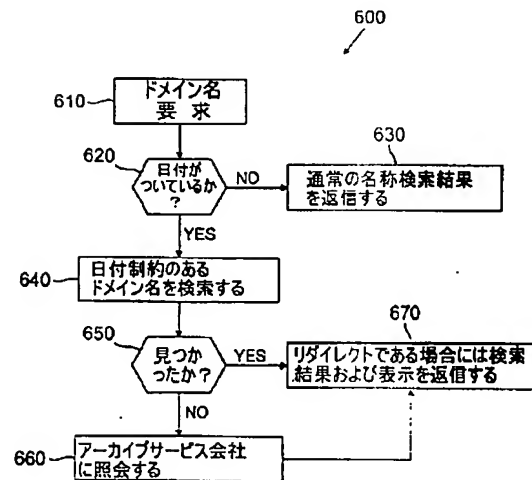 600
610
ドメイン名
要 求
620
日付が
ついているか
?
NO
630
通常の名称検索結果
を返信する
YES
640
日付制約のある
ドメイン名を検索する
650
見つか
ったか?
YES
670
リダイレクトである場合には検索
結果および表示を返信する
NO
660
アーカイブサービス会社
に照会する